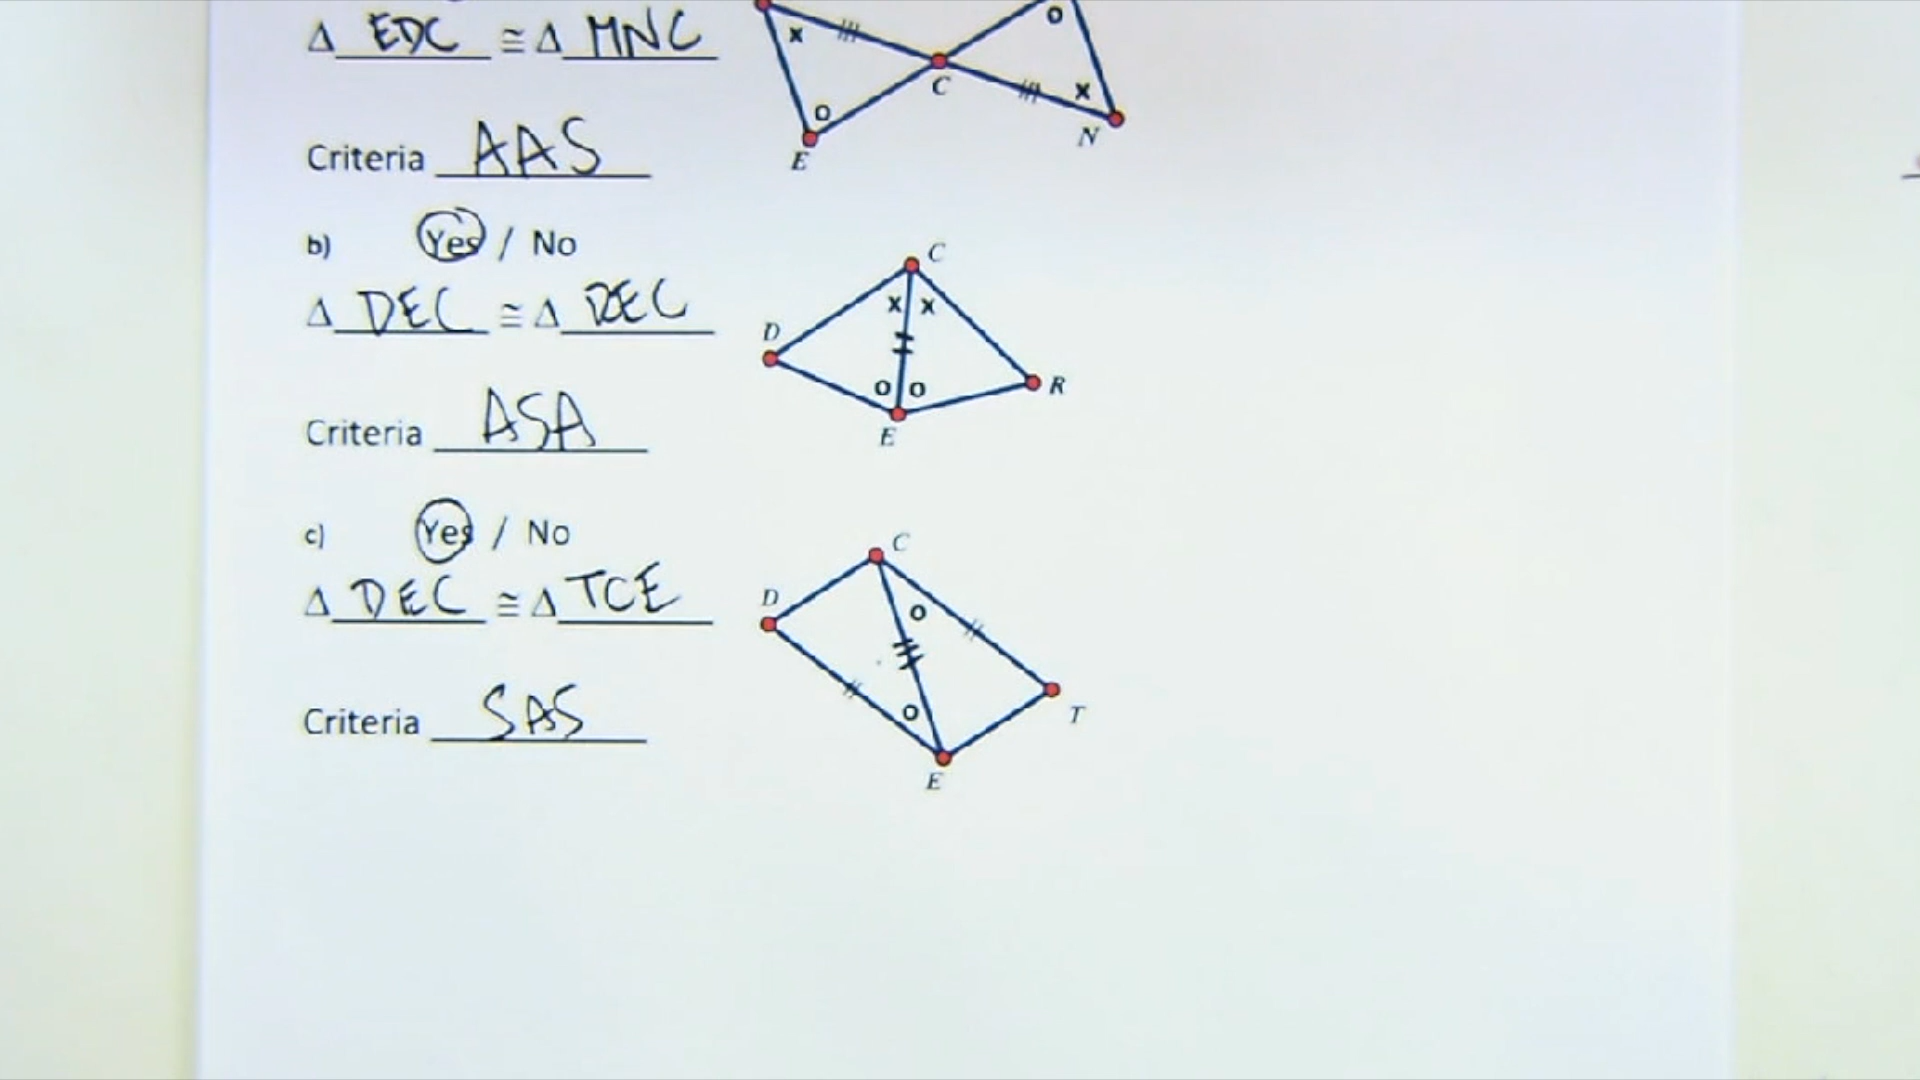 Δ EDC ≅ Δ MNC
Criteria AAS
b) Yes / No
Δ DEC ≅ Δ REC
Criteria ASA
c) Yes / No
Δ DEC ≅ Δ TCE
Criteria SAS
x
o
C
o
x
E
N
C
x x
D
o o
R
E
C
D
o
o
T
E